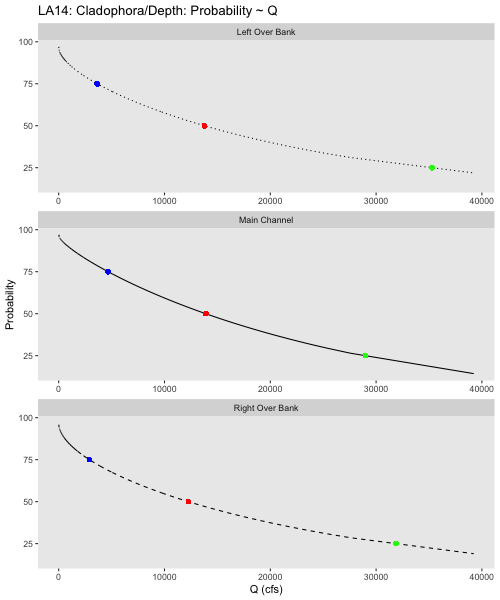 LA14: Cladophora/Depth: Probability ~ Q
Left Over Bank
100
75
50
25
0 10000 20000 30000 40000
Main Channel
100
75
50
25
0 10000 20000 30000 40000
Probability
Right Over Bank
100
75
50
25
0 10000 20000 30000 40000
Q (cfs)